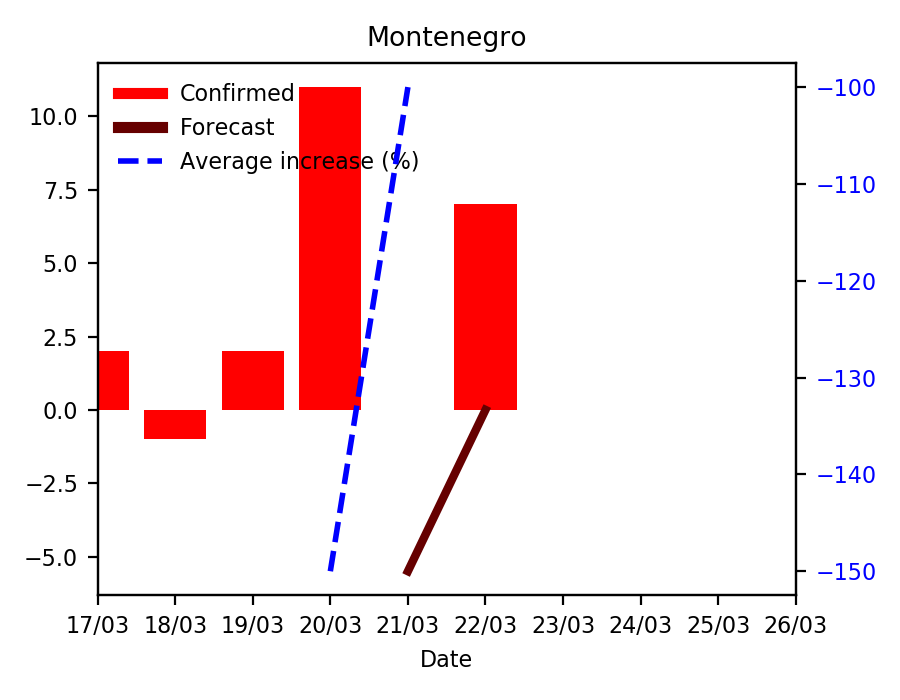 Montenegro
Confirmed
Forecast
Average increase (%)
10.0
7.5
5.0
2.5
0.0
−2.5
−5.0
−100
−110
−120
−130
−140
−150
17/03 18/03 19/03 20/03 21/03 22/03 23/03 24/03 25/03 26/03
Date